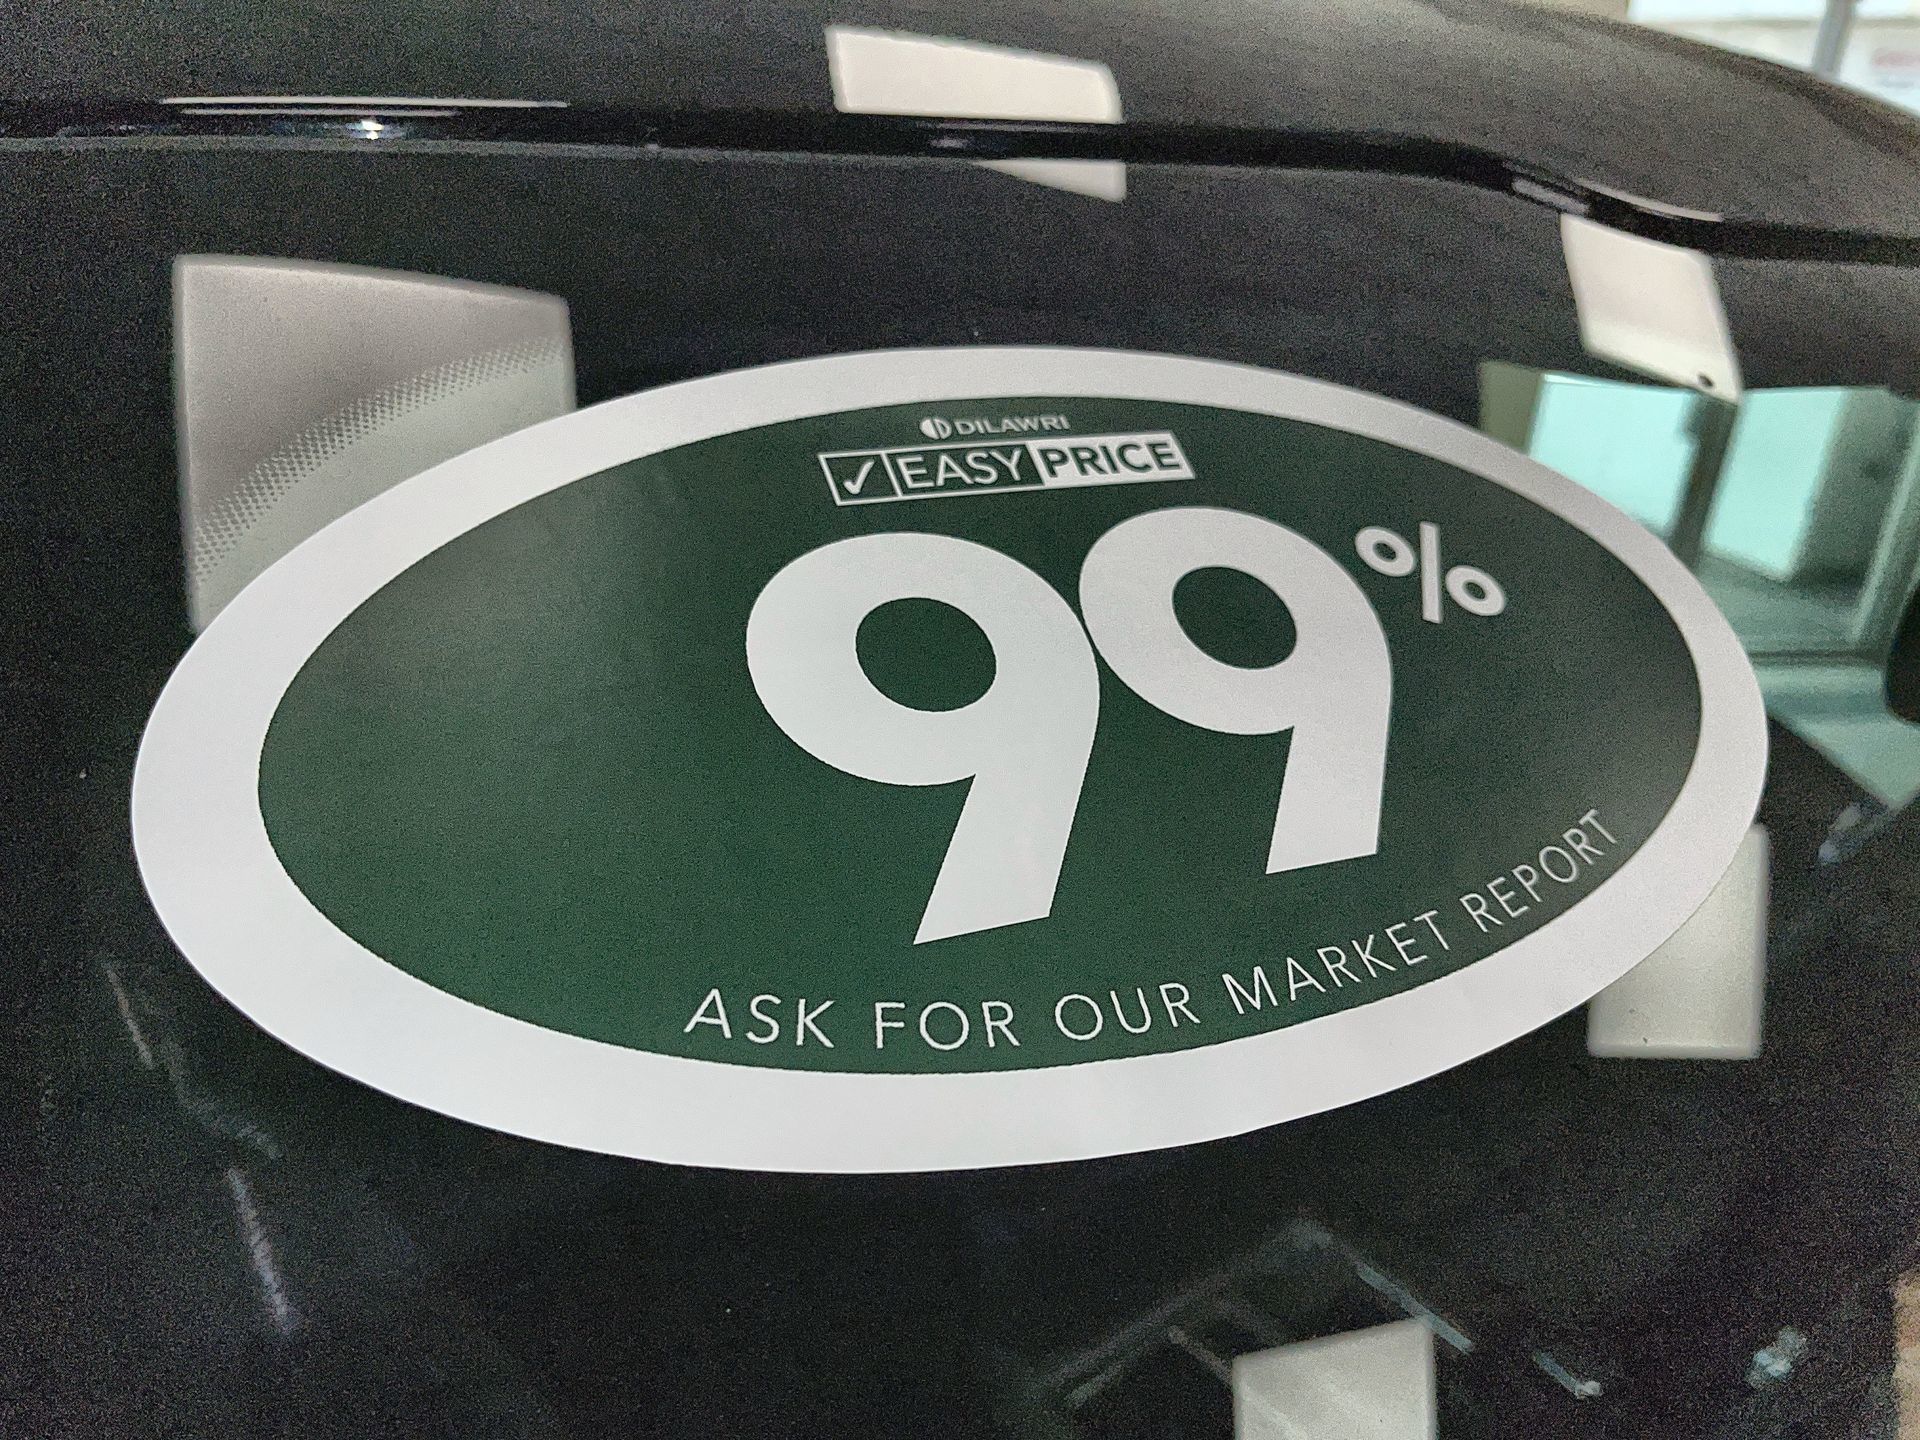 DILAWRI
✓ EASY PRICE
99%
ASK FOR OUR MARKET REPORT